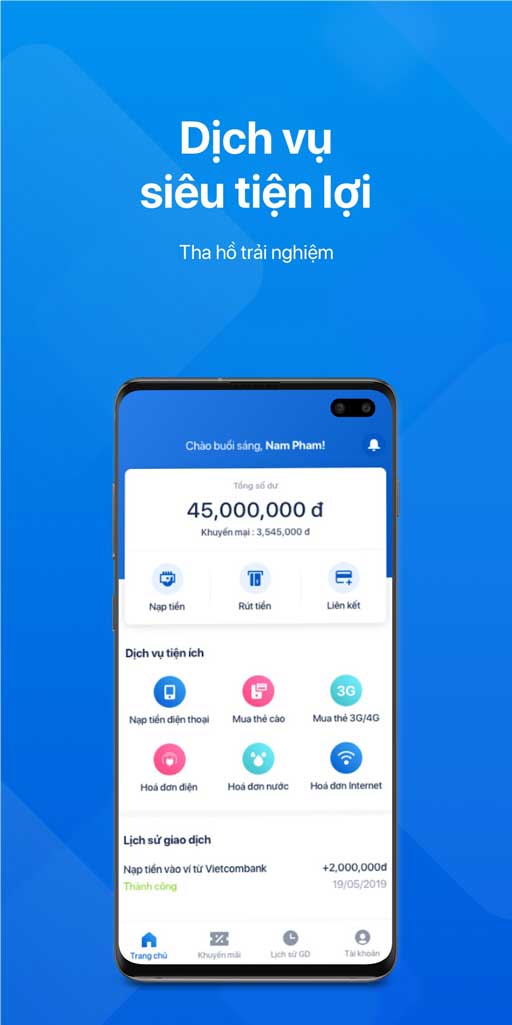 Dịch vụ
siêu tiện lợi
Tha hồ trải nghiệm
Chào buổi sáng, Nam Pham!
Tổng số dư
45,000,000 đ
Khuyến mại : 3,545,000 đ
Nạp tiền
Rút tiền
Liên kết
Dịch vụ tiện ích
3G
Nạp tiền điện thoại
Mua thẻ cào
Mua thẻ 3G/4G
Hoá đơn điện
Hoá đơn nước
Hoá đơn Internet
Lịch sử giao dịch
Nạp tiền vào ví từ Vietcombank
+2,000,000đ
Thành công
19/05/2019
Trang chủ
Khuyến mãi
Lịch sử GD
Tài khoản